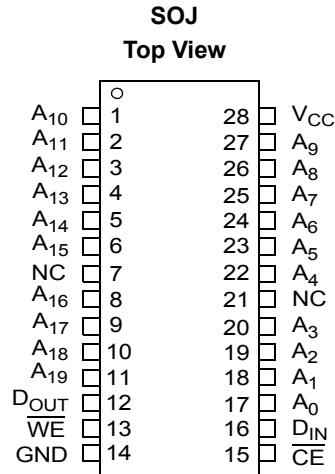 SOJ
Top View
A10 1 28 VCC
A11 2 27 A9
A12 3 26 A8
A13 4 25 A7
A14 5 24 A6
A15 6 23 A5
NC 7 22 A4
A16 8 21 NC
A17 9 20 A3
A18 10 19 A2
A19 11 18 A1
DOUT 12 17 A0
WE 13 16 DIN
GND 14 15 CE